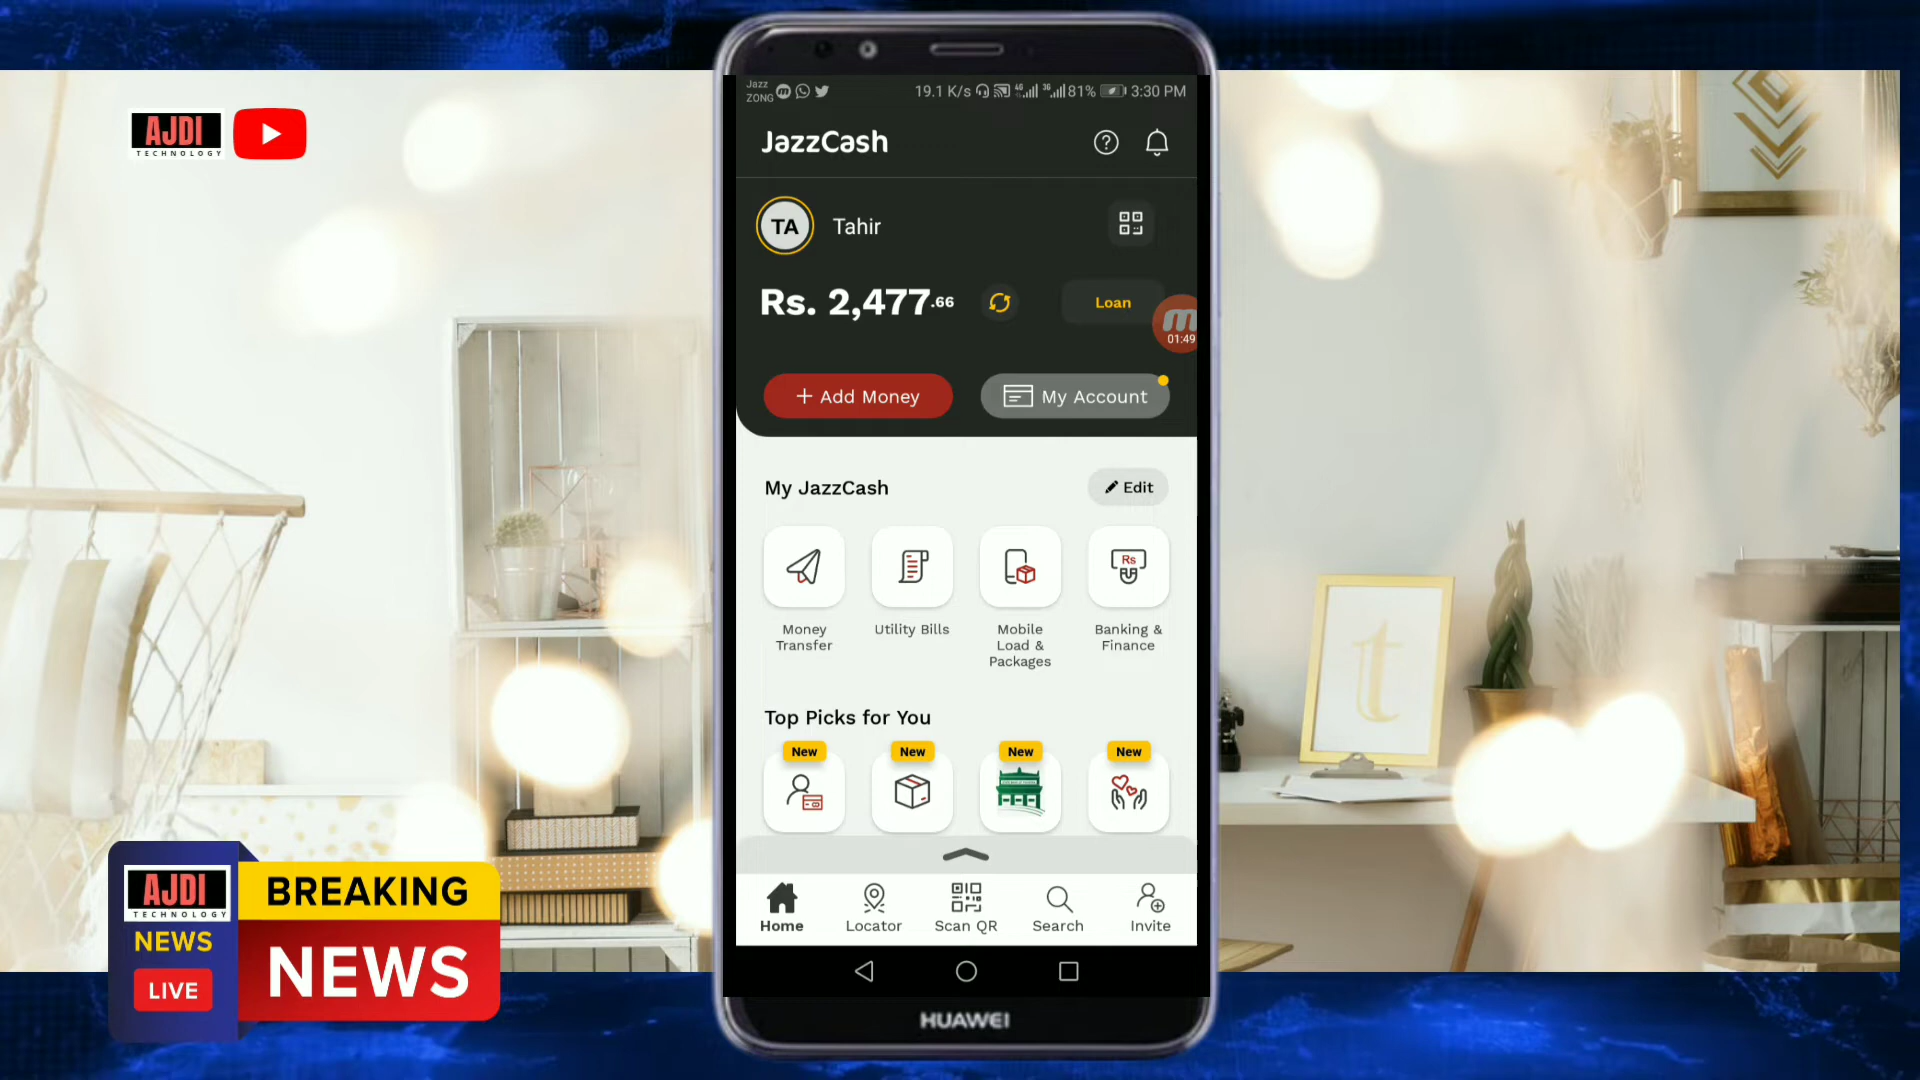 AJDI
TECHNOLOGY
Jazz
ZONG
19.1 K/s 4G 3G 81% 3:30 PM
JazzCash
TA Tahir
Rs. 2,477.66
Loan
m
01:49
+ Add Money
My Account
My JazzCash
Edit
Rs
Money Transfer
Utility Bills
Mobile Load & Packages
Banking & Finance
Top Picks for You
New New New New
Home Locator Scan QR Search Invite
HUAWEI
t
AJDI
TECHNOLOGY
NEWS
LIVE
BREAKING
NEWS